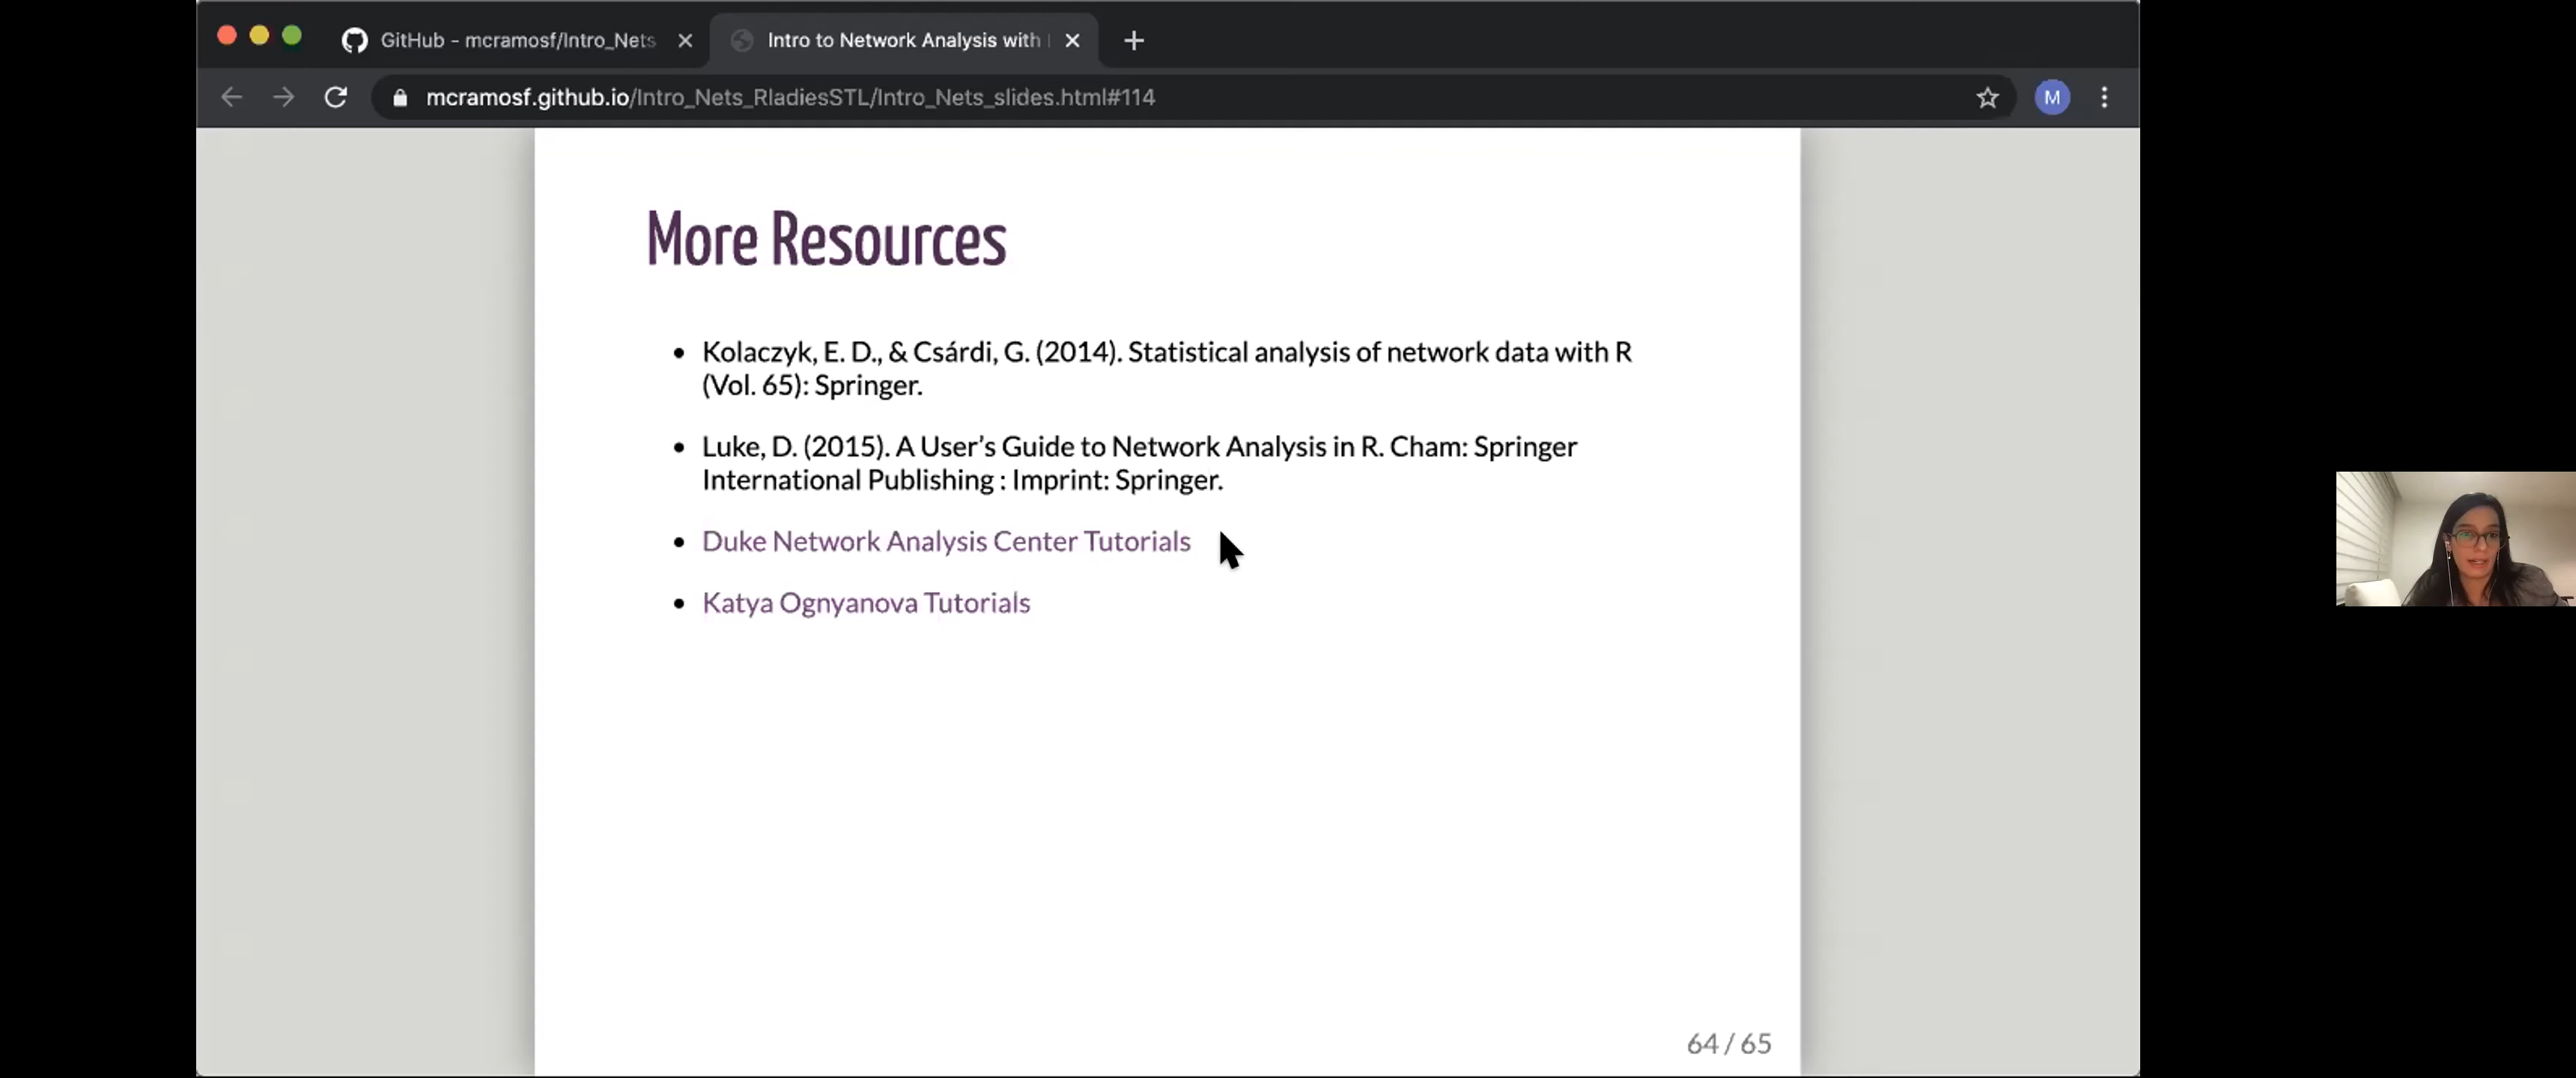 GitHub - mcramosf/Intro_Nets
Intro to Network Analysis with
mcramosf.github.io/Intro_Nets_RladiesSTL/Intro_Nets_slides.html#114
M
More Resources
• Kolaczyk, E. D., & Csárdi, G. (2014). Statistical analysis of network data with R
(Vol. 65): Springer.
• Luke, D. (2015). A User’s Guide to Network Analysis in R. Cham: Springer
International Publishing : Imprint: Springer.
• Duke Network Analysis Center Tutorials
• Katya Ognyanova Tutorials
64 / 65